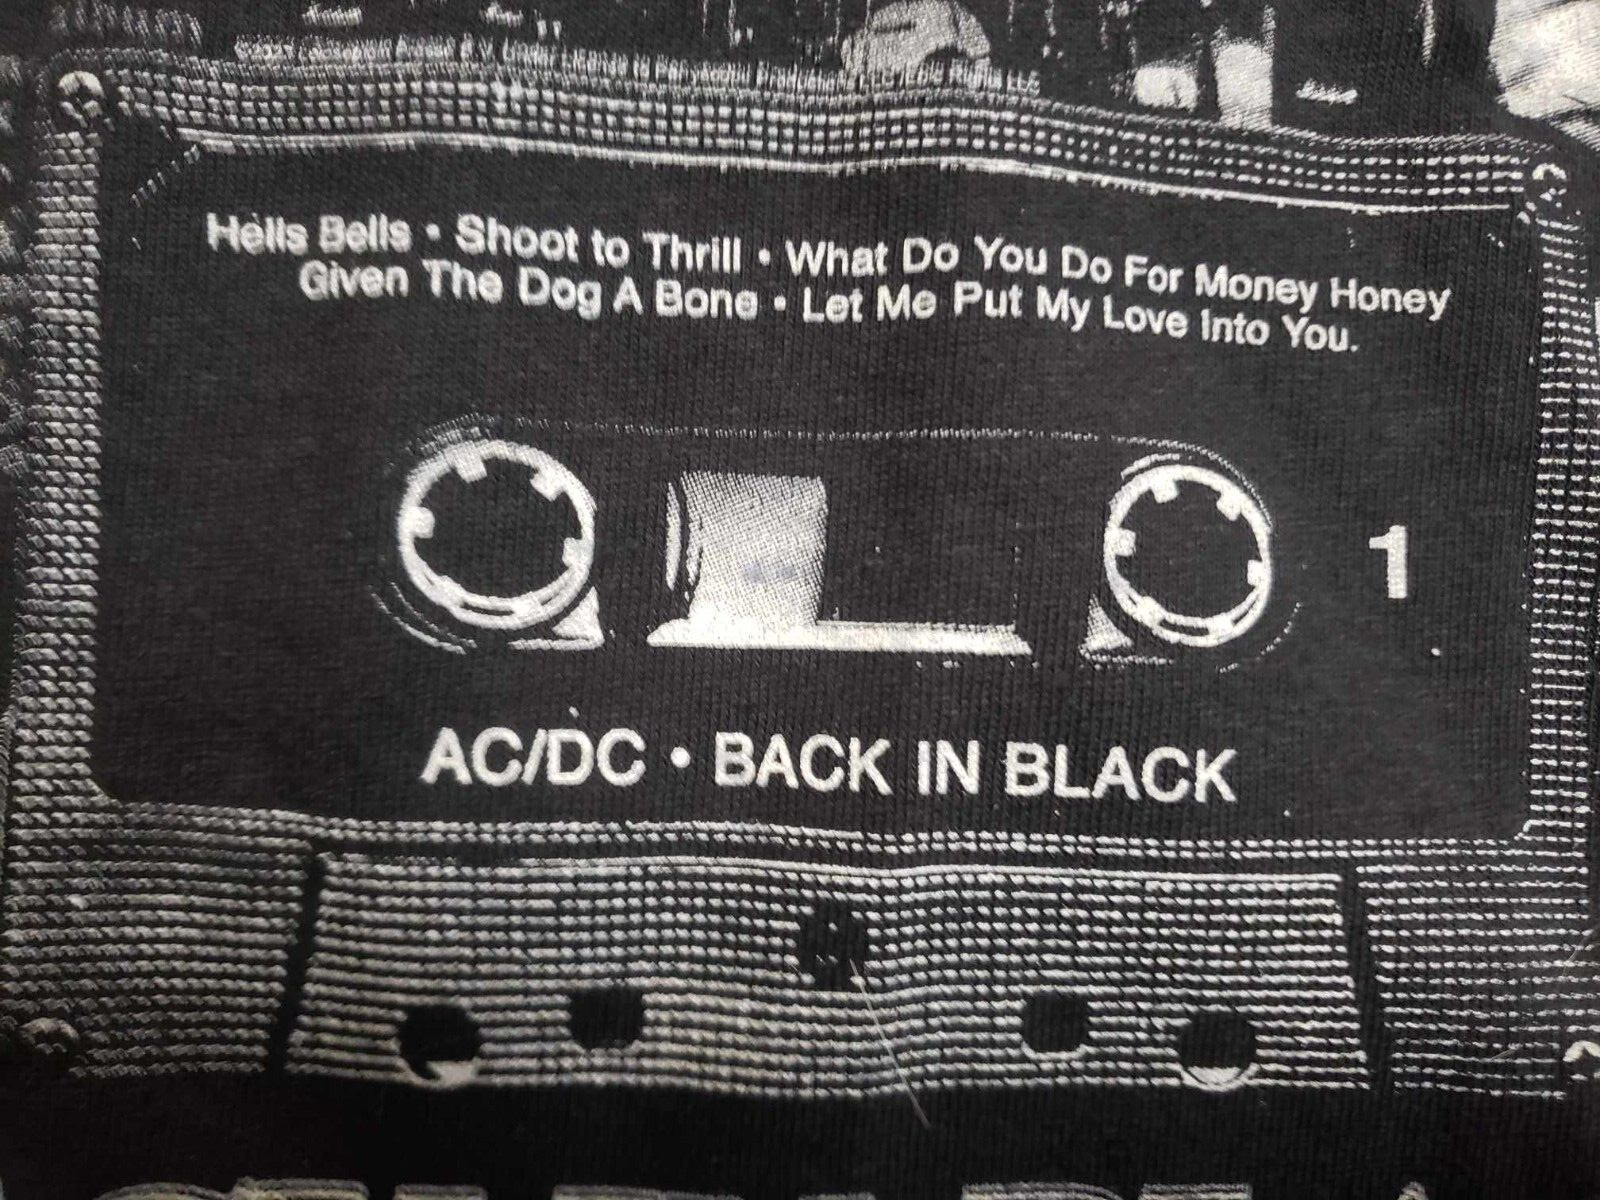 Hells Bells • Shoot to Thrill • What Do You Do For Money Honey
Given The Dog A Bone • Let Me Put My Love Into You.
1
AC/DC • BACK IN BLACK